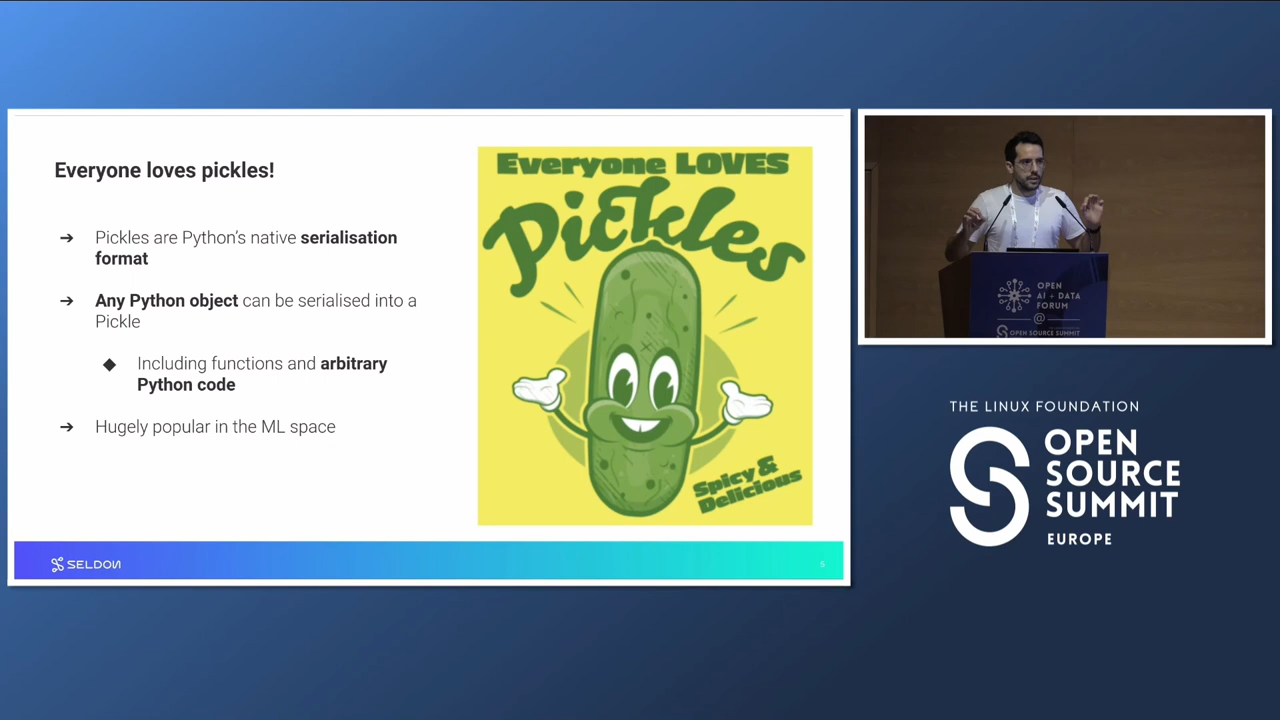 Everyone loves pickles!
➔ Pickles are Python's native serialisation
format
➔ Any Python object can be serialised into a
Pickle
◆ Including functions and arbitrary
Python code
➔ Hugely popular in the ML space
Everyone LOVES
Pickles
Spicy &
Delicious
SELDON
5
OPEN
AI + DATA
FORUM
@
OPEN SOURCE SUMMIT
THE LINUX FOUNDATION
OPEN
SOURCE
SUMMIT
EUROPE